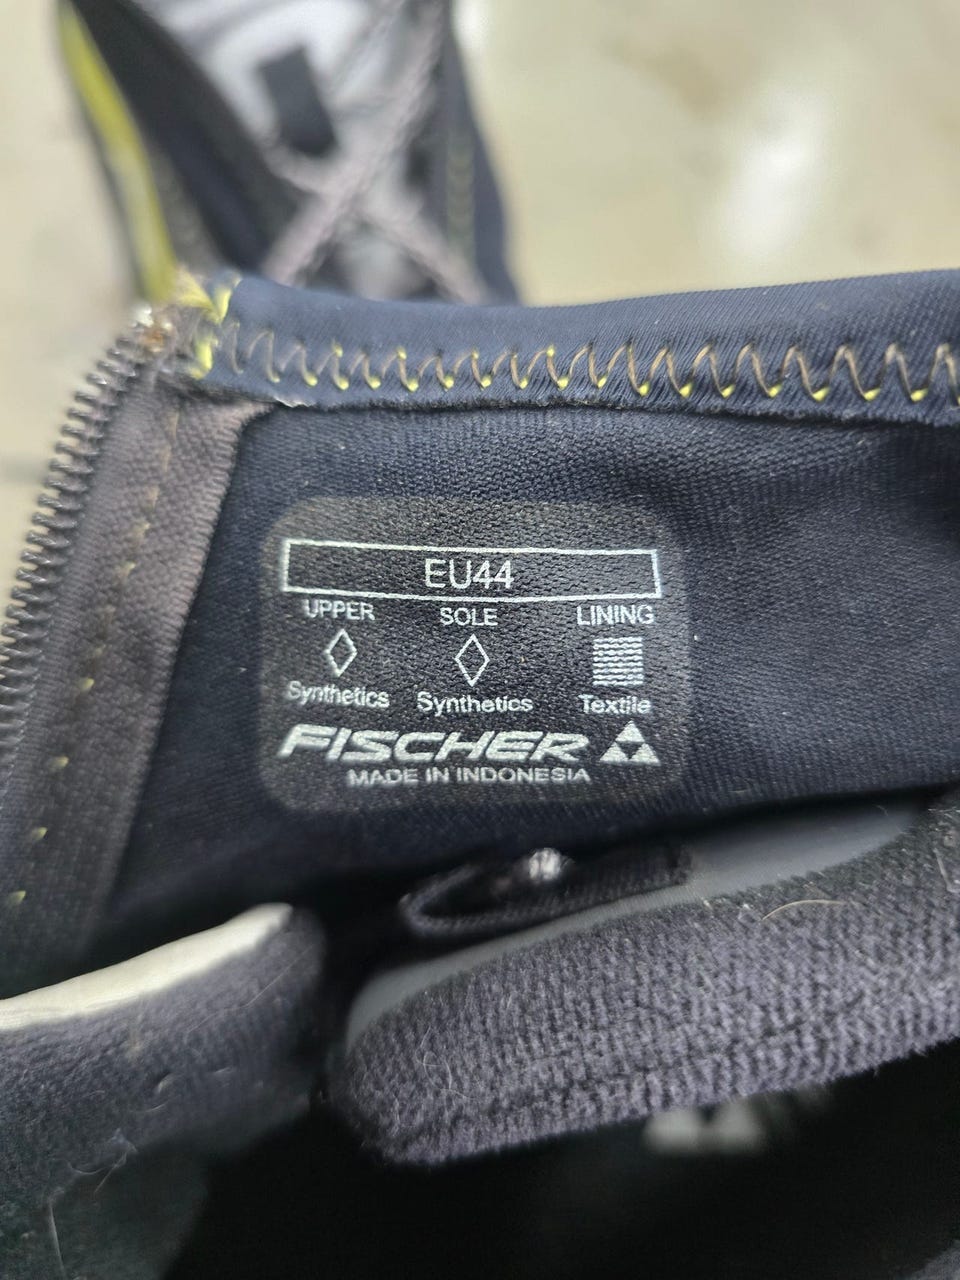 EU44
UPPER SOLE LINING
Synthetics Synthetics Textile
FISCHER
MADE IN INDONESIA